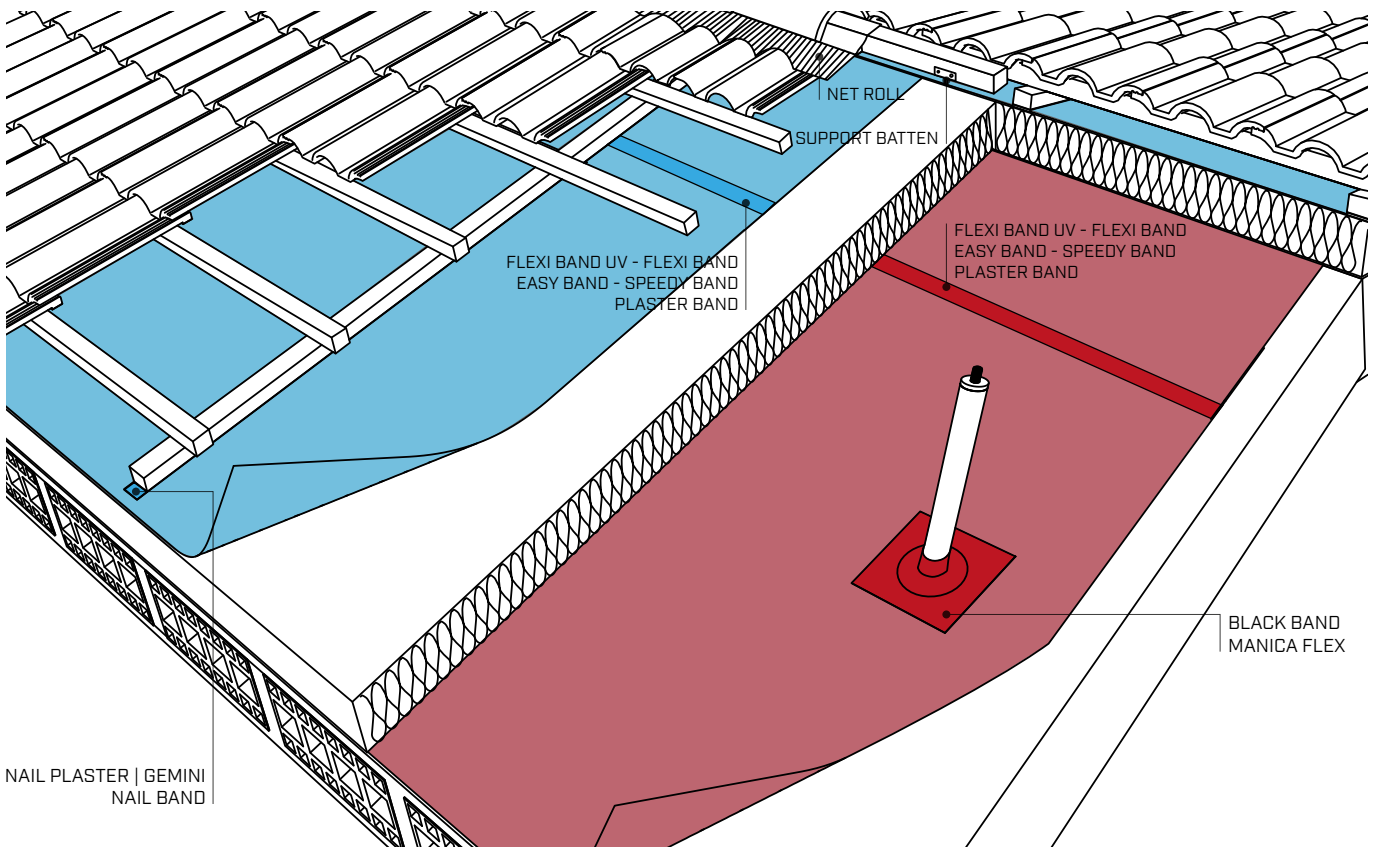 NET ROLL
SUPPORT BATTEN
FLEXI BAND UV - FLEXI BAND
EASY BAND - SPEEDY BAND
PLASTER BAND
FLEXI BAND UV - FLEXI BAND
EASY BAND - SPEEDY BAND
PLASTER BAND
BLACK BAND
MANICA FLEX
NAIL PLASTER | GEMINI
NAIL BAND